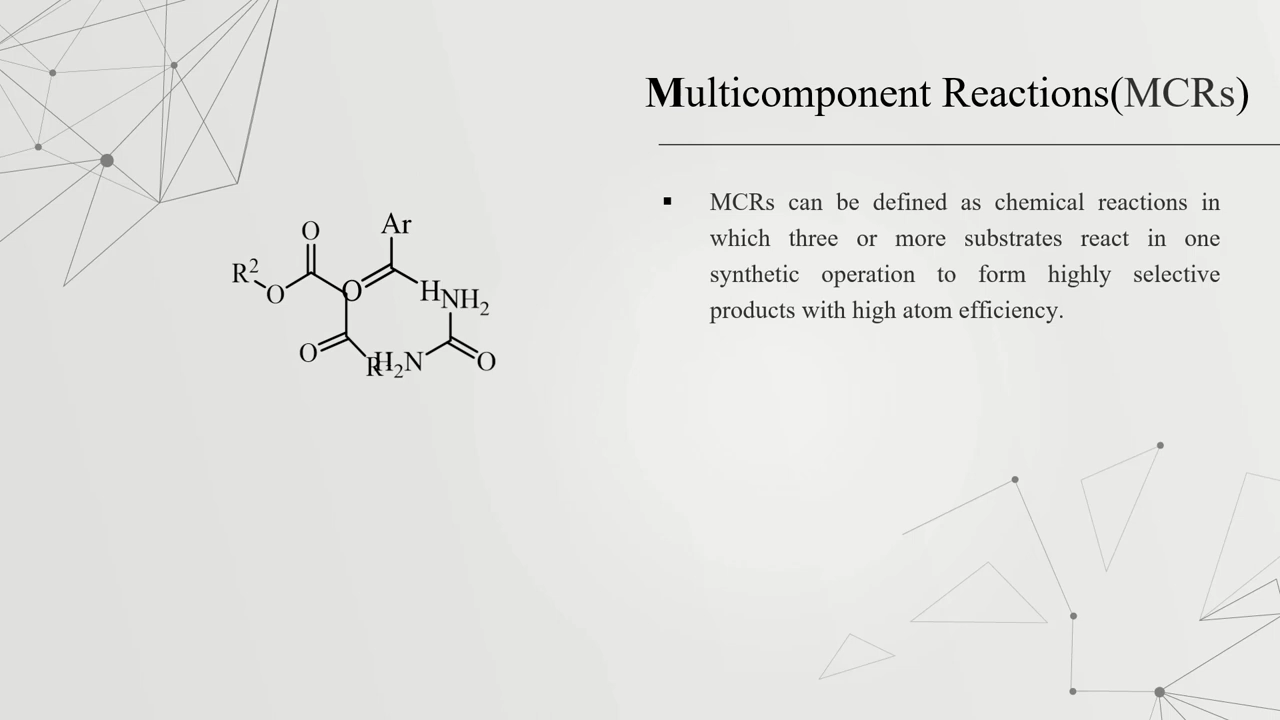 Multicomponent Reactions(MCRs)
▪ MCRs can be defined as chemical reactions in
which three or more substrates react in one
synthetic operation to form highly selective
products with high atom efficiency.
O
Ar
R²
O
O
H
NH₂
O
R
H₂N
O